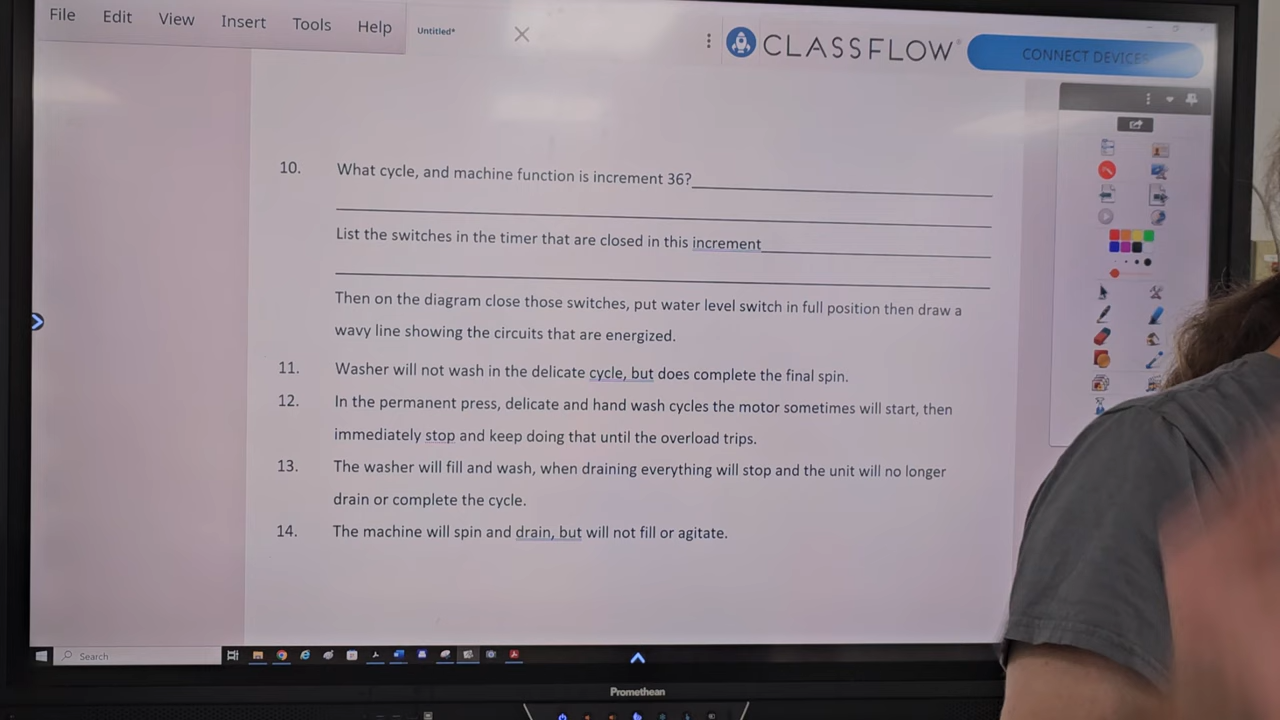 File Edit View Insert Tools Help Untitled*
CLASSFLOW
CONNECT DEVICES
10. What cycle, and machine function is increment 36?
List the switches in the timer that are closed in this increment
Then on the diagram close those switches, put water level switch in full position then draw a
wavy line showing the circuits that are energized.
11. Washer will not wash in the delicate cycle, but does complete the final spin.
12. In the permanent press, delicate and hand wash cycles the motor sometimes will start, then
immediately stop and keep doing that until the overload trips.
13. The washer will fill and wash, when draining everything will stop and the unit will no longer
drain or complete the cycle.
14. The machine will spin and drain, but will not fill or agitate.
Search
Promethean